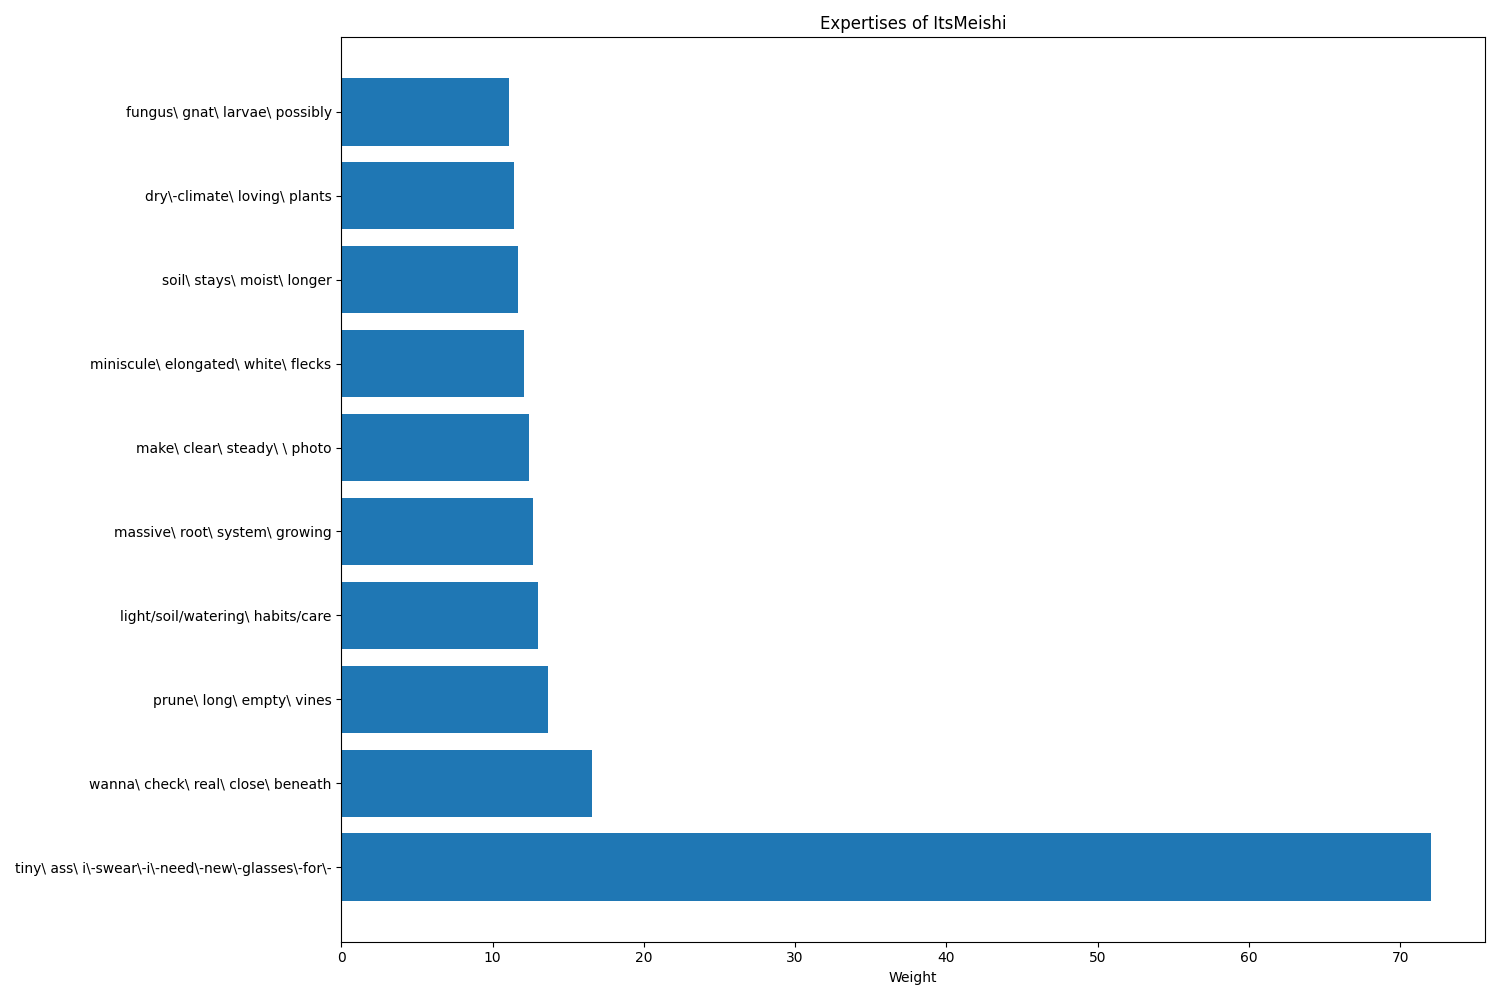 Expertises of ItsMeishi
fungus\ gnat\ larvae\ possibly
dry\-climate\ loving\ plants
soil\ stays\ moist\ longer
miniscule\ elongated\ white\ flecks
make\ clear\ steady\ \ photo
massive\ root\ system\ growing
light/soil/watering\ habits/care
prune\ long\ empty\ vines
wanna\ check\ real\ close\ beneath
tiny\ ass\ i\-swear\-i\-need\-new\-glasses\-for\-
0 10 20 30 40 50 60 70
Weight